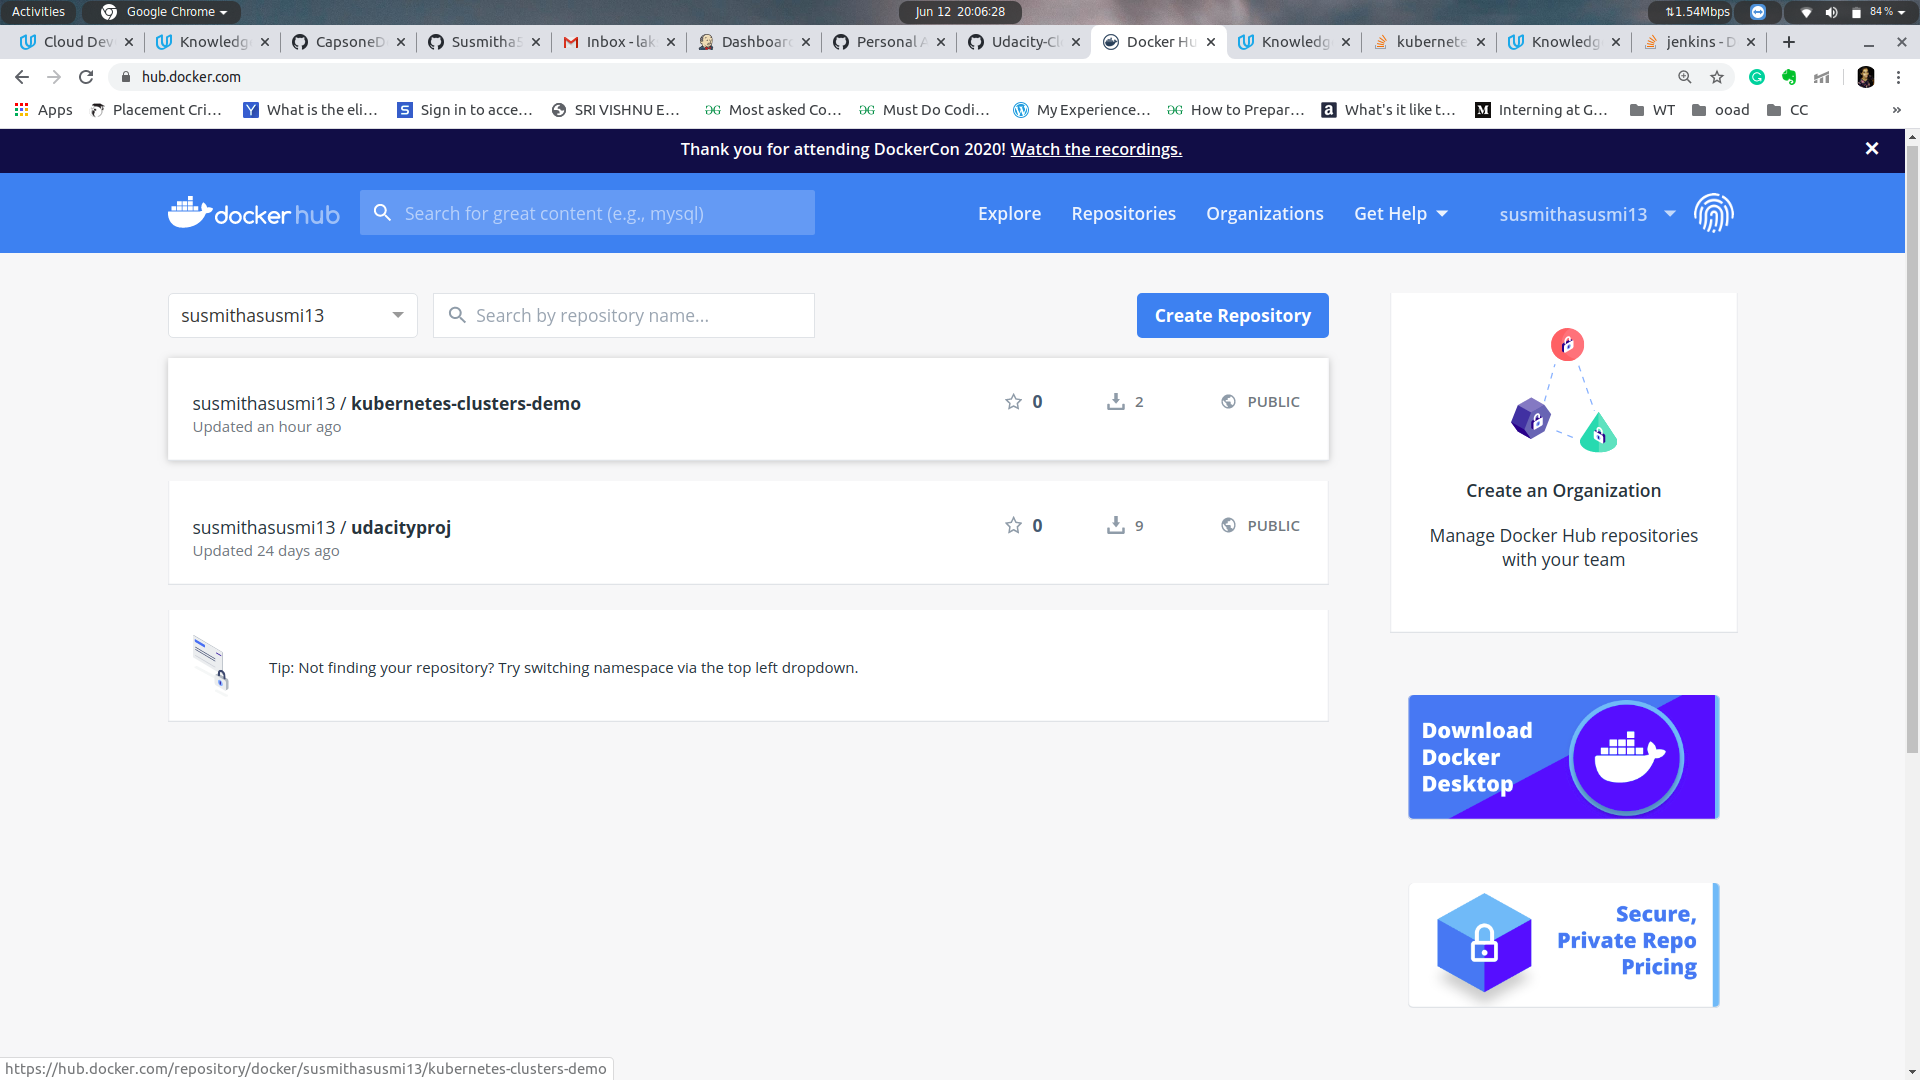 Activities
Google Chrome
Jun 12 20:06:28
1.54Mbps
84 %
Cloud Dev
Knowledg
CapsoneD
Susmitha5
Inbox - lak
Dashboard
Personal A
Udacity-Cl
Docker Hu
Knowledg
kubernete
Knowledg
jenkins - D
hub.docker.com
Apps
Placement Cri...
What is the eli...
Sign in to acce...
SRI VISHNU E...
Most asked Co...
Must Do Codi...
My Experience...
How to Prepar...
What's it like t...
Interning at G...
WT
ooad
CC
»
Thank you for attending DockerCon 2020! Watch the recordings.
docker hub
Search for great content (e.g., mysql)
Explore
Repositories
Organizations
Get Help
susmithasusmi13
susmithasusmi13
Search by repository name...
Create Repository
susmithasusmi13 / kubernetes-clusters-demo
0
2
PUBLIC
Updated an hour ago
susmithasusmi13 / udacityproj
0
9
PUBLIC
Updated 24 days ago
Tip: Not finding your repository? Try switching namespace via the top left dropdown.
Create an Organization
Manage Docker Hub repositories
with your team
Download
Docker
Desktop
Secure,
Private Repo
Pricing
https://hub.docker.com/repository/docker/susmithasusmi13/kubernetes-clusters-demo